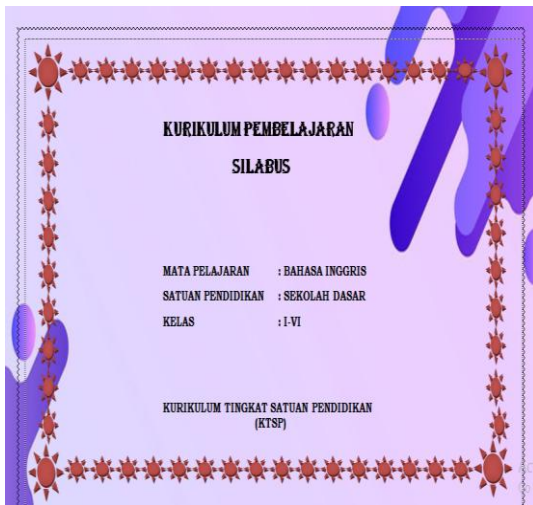 KURIKULUM PEMBELAJARAN
SILABUS
MATA PELAJARAN : BAHASA INGGRIS
SATUAN PENDIDIKAN : SEKOLAH DASAR
KELAS : I-VI
KURIKULUM TINGKAT SATUAN PENDIDIKAN
(KTSP)